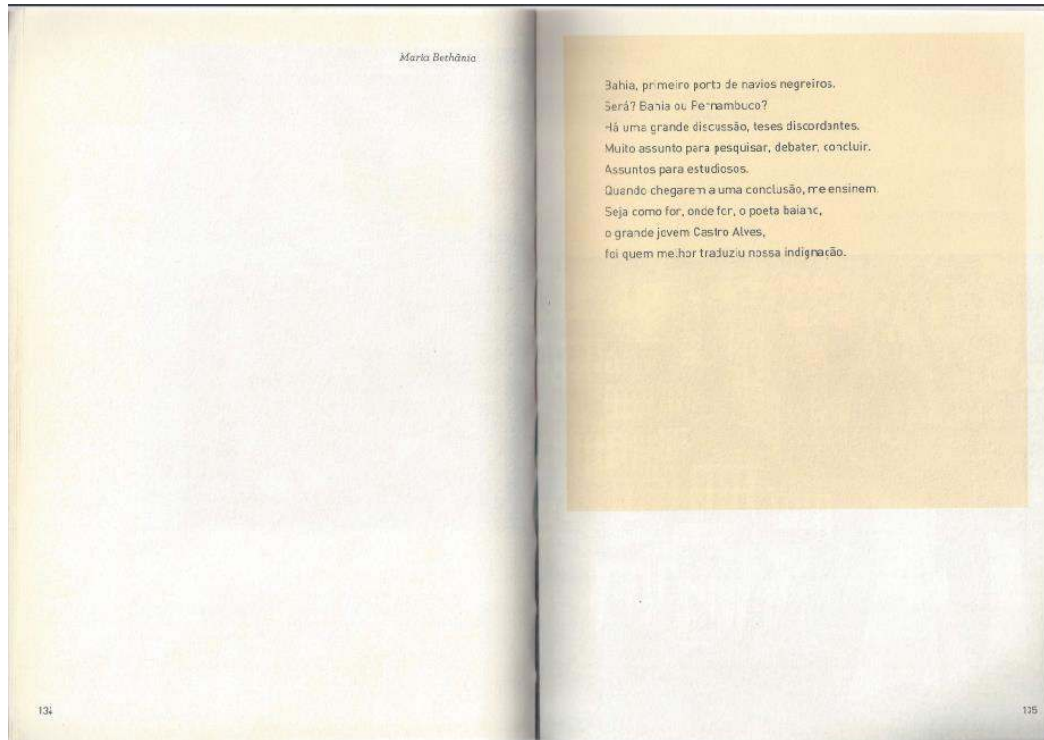 Maria Bethânia
Bahia, primeiro porto de navios negreiros.
Será? Bahia ou Pernambuco?
Há uma grande discussão, teses discordantes.
Muito assunto para pesquisar, debater, concluir.
Assuntos para estudiosos.
Quando chegarem a uma conclusão, me ensinem.
Seja como for, onde for, o poeta baiano,
o grande jovem Castro Alves,
foi quem melhor traduziu nossa indignação.
134
135